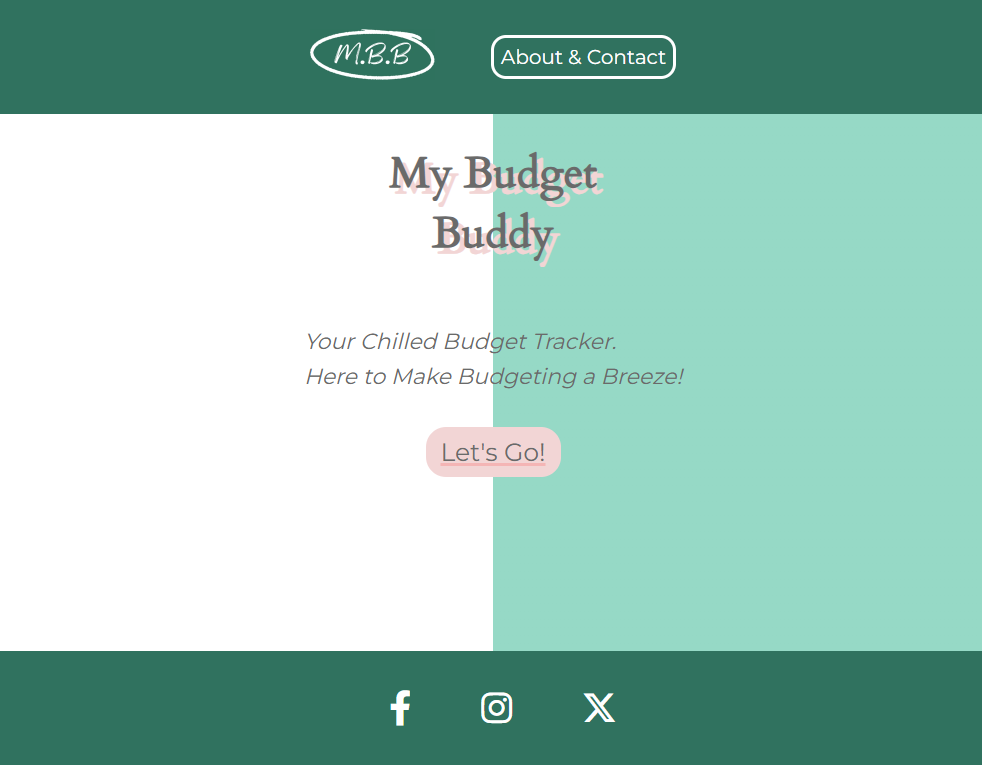 M.B.B
About & Contact
My Budget
Buddy
Your Chilled Budget Tracker.
Here to Make Budgeting a Breeze!
Let's Go!